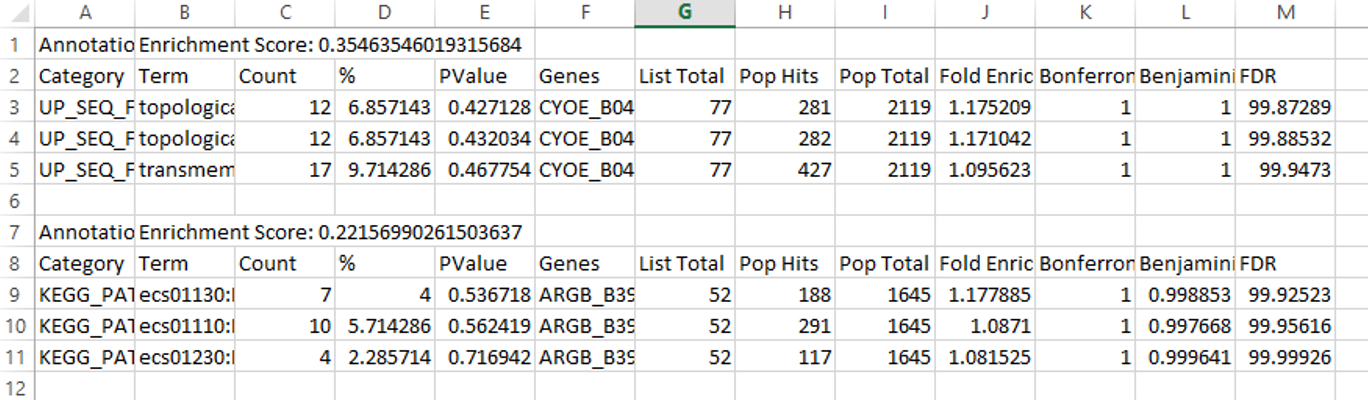 A B C D E F G H I J K L M
1 Annotatio Enrichment Score: 0.35463546019315684
2 Category Term Count % PValue Genes List Total Pop Hits Pop Total Fold Enric Bonferron Benjamini FDR
3 UP_SEQ_F topologica 12 6.857143 0.427128 CYOE_B04 77 281 2119 1.175209 1 1 99.87289
4 UP_SEQ_F topologica 12 6.857143 0.432034 CYOE_B04 77 282 2119 1.171042 1 1 99.88532
5 UP_SEQ_F transmem 17 9.714286 0.467754 CYOE_B04 77 427 2119 1.095623 1 1 99.9473
6
7 Annotatio Enrichment Score: 0.22156990261503637
8 Category Term Count % PValue Genes List Total Pop Hits Pop Total Fold Enric Bonferron Benjamini FDR
9 KEGG_PAT ecs01130: 7 4 0.536718 ARGB_B39 52 188 1645 1.177885 1 0.998853 99.92523
10 KEGG_PAT ecs01110: 10 5.714286 0.562419 ARGB_B39 52 291 1645 1.0871 1 0.997668 99.95616
11 KEGG_PAT ecs01230: 4 2.285714 0.716942 ARGB_B39 52 117 1645 1.081525 1 0.999641 99.99926
12